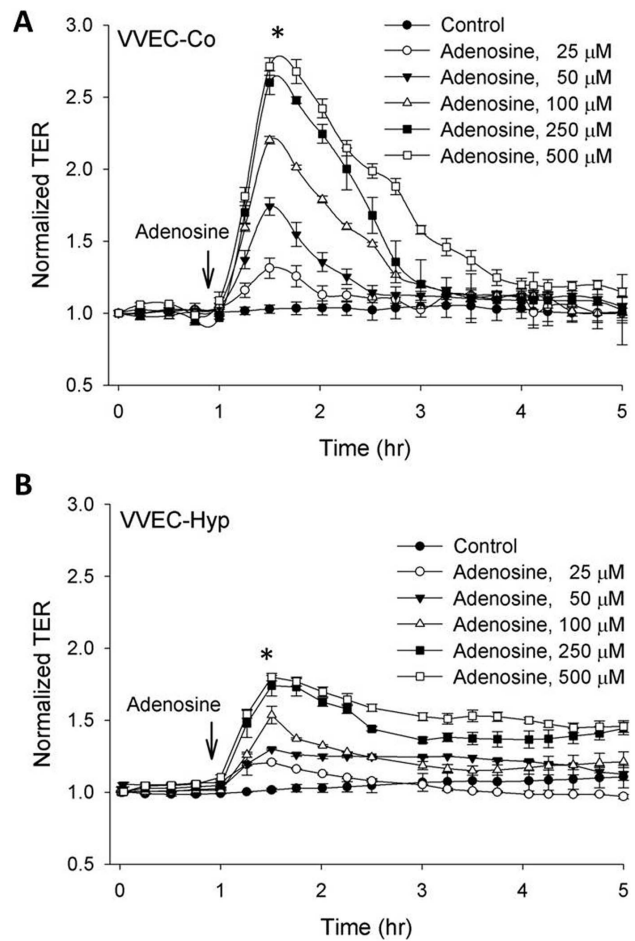 A
VVEC-Co
*
Control
Adenosine, 25 μM
Adenosine, 50 μM
Adenosine, 100 μM
Adenosine, 250 μM
Adenosine, 500 μM
Adenosine
Normalized TER
3.0
2.5
2.0
1.5
1.0
0.5
0 1 2 3 4 5
Time (hr)
B
VVEC-Hyp
*
Control
Adenosine, 25 μM
Adenosine, 50 μM
Adenosine, 100 μM
Adenosine, 250 μM
Adenosine, 500 μM
Adenosine
Normalized TER
3.0
2.5
2.0
1.5
1.0
0.5
0 1 2 3 4 5
Time (hr)